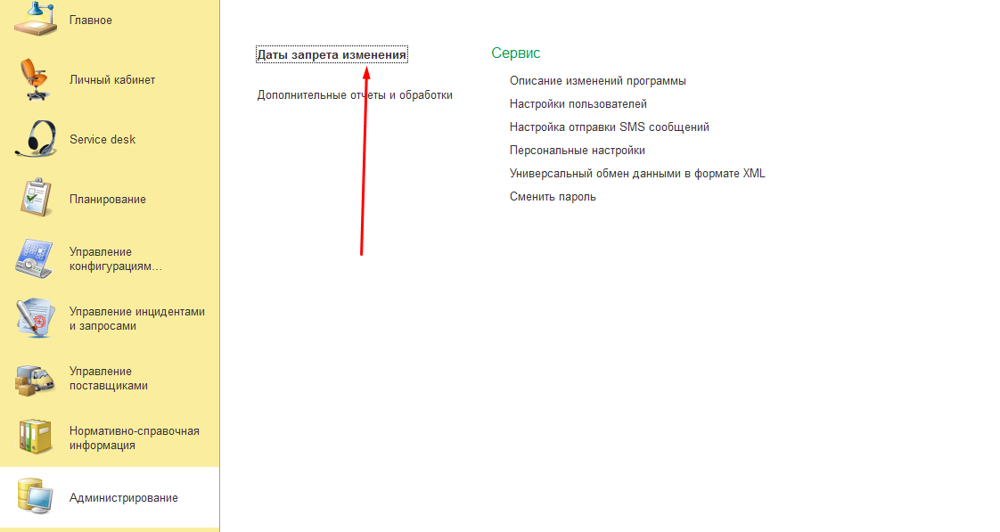 Главное
Личный кабинет
Service desk
Планирование
Управление
конфигурациям...
Управление инцидентами
и запросами
Управление
поставщиками
Нормативно-справочная
информация
Администрирование
Даты запрета изменения
Дополнительные отчеты и обработки
Сервис
Описание изменений программы
Настройки пользователей
Настройка отправки SMS сообщений
Персональные настройки
Универсальный обмен данными в формате XML
Сменить пароль